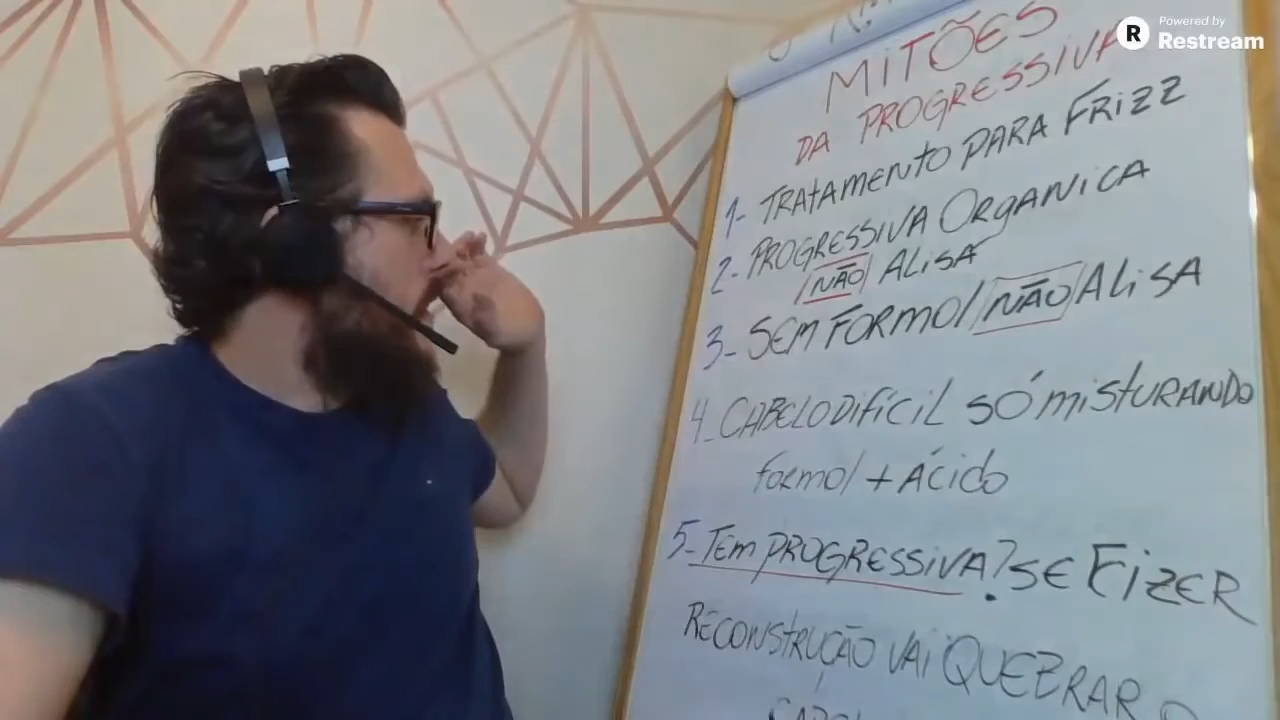 Powered by
Restream
MITÕES
DA PROGRESSIVA
1- TRATAMENTO PARA FRIZZ
2- PROGRESSIVA ORGANICA
NÃO ALISA
3- SEM FORMOL NÃO ALISA
4- CABELO DIFÍCIL SÓ MISTURANDO
FORMOL + ÁCIDO
5- TEM PROGRESSIVA? SE FIZER
RECONSTRUÇÃO VAI QUEBRAR O